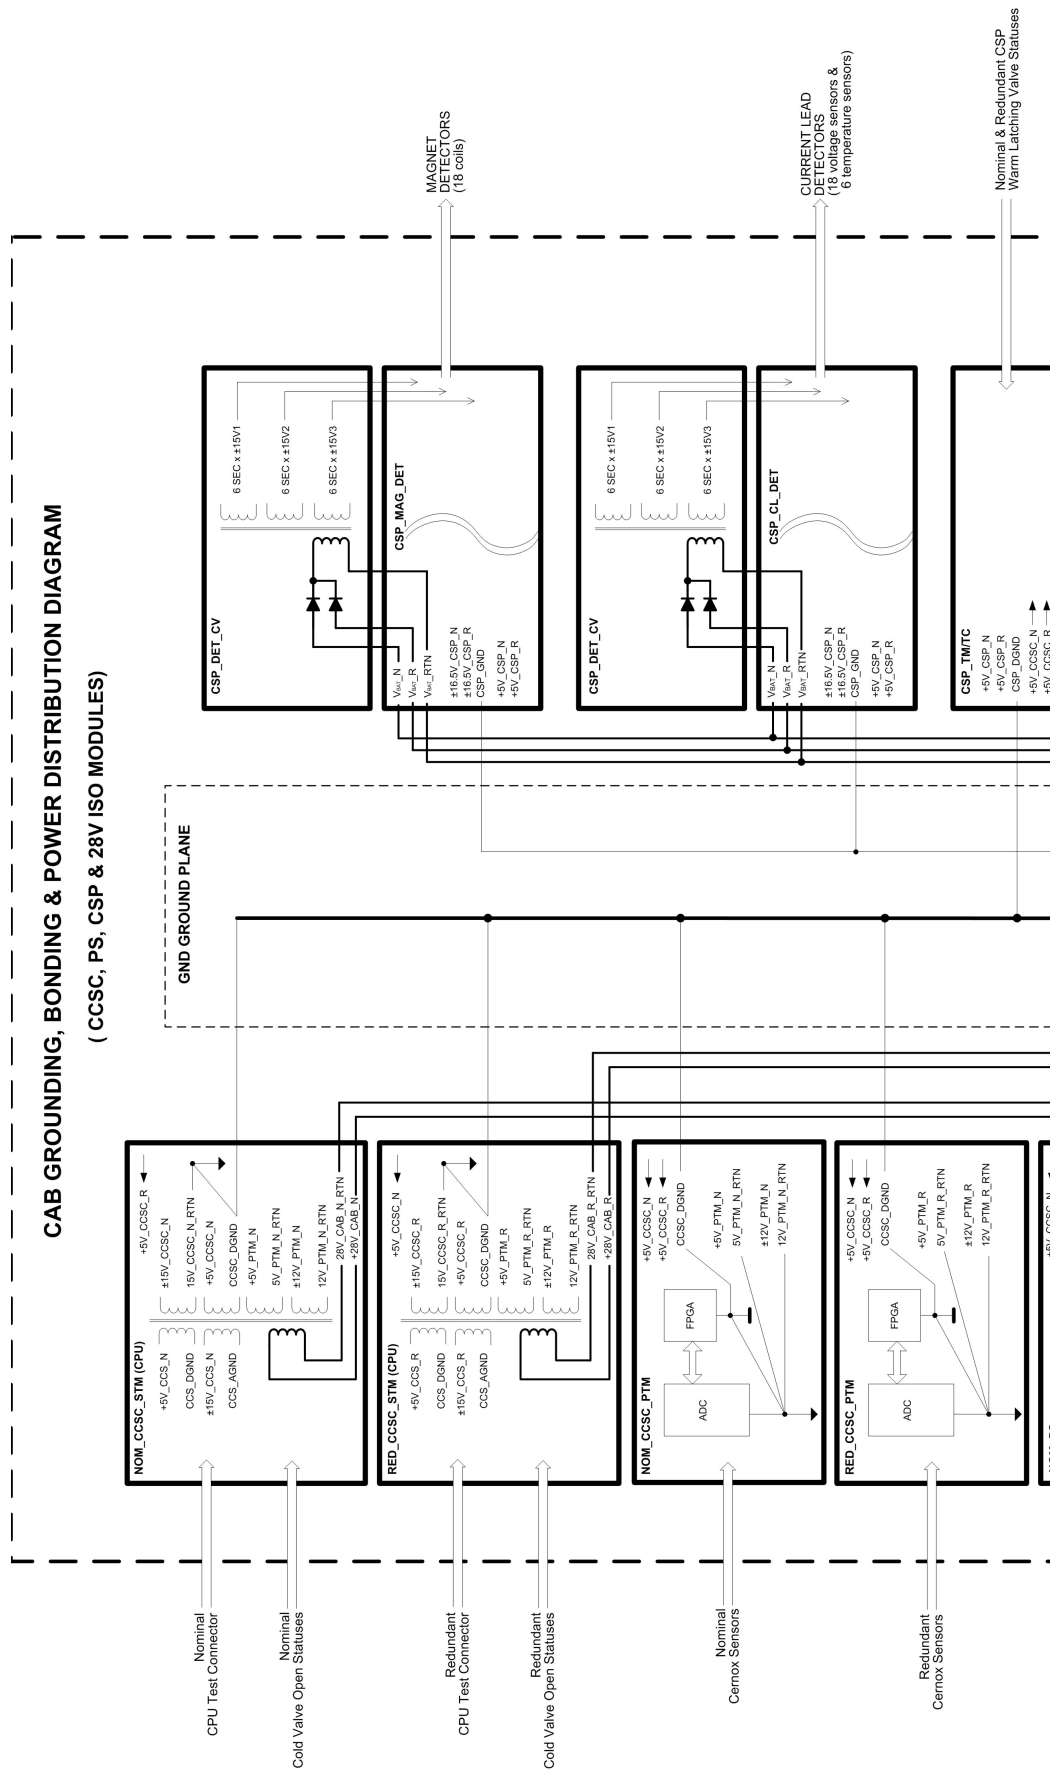 CAB GROUNDING, BONDING & POWER DISTRIBUTION DIAGRAM
( CCSC, PS, CSP & 28V ISO MODULES)
Nominal
CPU Test Connector
Nominal
Cold Valve Open Statuses
NOM_CCSC_STM (CPU)
+5V_CCS_N
CCS_DGND
±15V_CCS_N
CCS_AGND
+5V_CCSC_R
±15V_CCSC_N
15V_CCSC_N_RTN
+5V_CCSC_N
CCSC_DGND
+5V_PTM_N
5V_PTM_N_RTN
±12V_PTM_N
12V_PTM_N_RTN
28V_CAB_N_RTN
+28V_CAB_N
Redundant
CPU Test Connector
Redundant
Cold Valve Open Statuses
RED_CCSC_STM (CPU)
+5V_CCS_R
CCS_DGND
±15V_CCS_R
CCS_AGND
+5V_CCSC_N
±15V_CCSC_R
15V_CCSC_R_RTN
+5V_CCSC_R
CCSC_DGND
+5V_PTM_R
5V_PTM_R_RTN
±12V_PTM_R
12V_PTM_R_RTN
28V_CAB_R_RTN
+28V_CAB_R
Nominal
Cernox Sensors
NOM_CCSC_PTM
ADC
FPGA
+5V_CCSC_N
+5V_CCSC_R
CCSC_DGND
+5V_PTM_N
5V_PTM_N_RTN
±12V_PTM_N
12V_PTM_N_RTN
Redundant
Cernox Sensors
RED_CCSC_PTM
ADC
FPGA
+5V_CCSC_N
+5V_CCSC_R
CCSC_DGND
+5V_PTM_R
5V_PTM_R_RTN
±12V_PTM_R
12V_PTM_R_RTN
GND GROUND PLANE
CSP_DET_CV
6 SEC x ±15V1
6 SEC x ±15V2
6 SEC x ±15V3
CSP_MAG_DET
VBAT_N
VBAT_R
VBAT_RTN
±16.5V_CSP_N
±16.5V_CSP_R
CSP_GND
+5V_CSP_N
+5V_CSP_R
MAGNET
DETECTORS
(18 coils)
CSP_DET_CV
6 SEC x ±15V1
6 SEC x ±15V2
6 SEC x ±15V3
CSP_CL_DET
VBAT_N
VBAT_R
VBAT_RTN
±16.5V_CSP_N
±16.5V_CSP_R
CSP_GND
+5V_CSP_N
+5V_CSP_R
CURRENT LEAD
DETECTORS
(18 voltage sensors &
6 temperature sensors)
CSP_TM/TC
+5V_CSP_N
+5V_CSP_R
CSP_DGND
+5V_CCSC_N
+5V_CCSC_R
Nominal & Redundant CSP
Warm Latching Valve Statuses